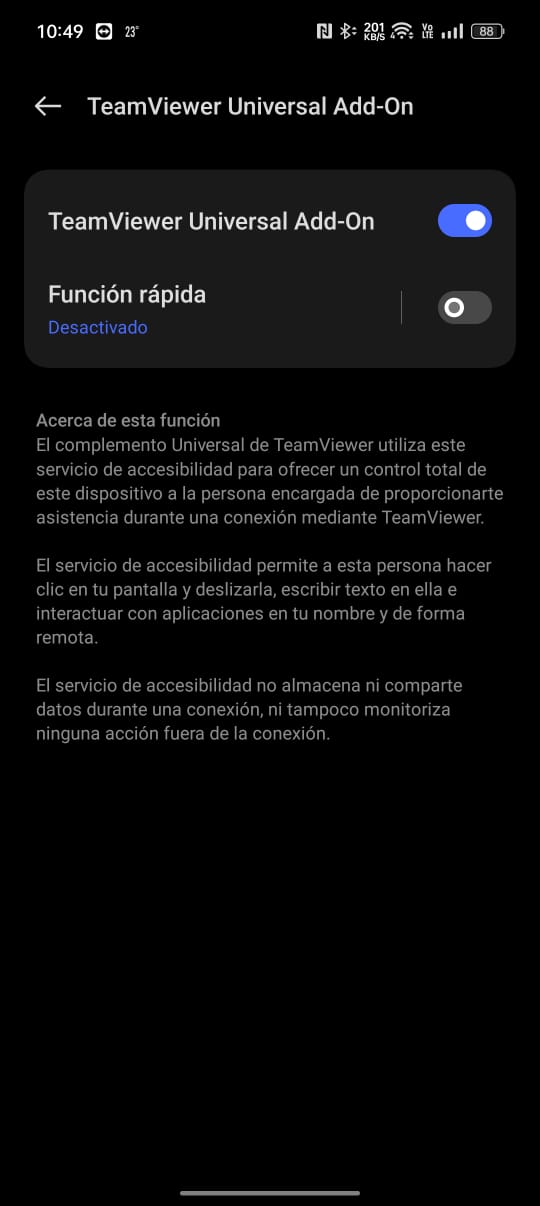 10:49 23°
201 KB/S 4 Vo LTE 88
TeamViewer Universal Add-On
TeamViewer Universal Add-On
Función rápida
Desactivado
Acerca de esta función
El complemento Universal de TeamViewer utiliza este
servicio de accesibilidad para ofrecer un control total de
este dispositivo a la persona encargada de proporcionarte
asistencia durante una conexión mediante TeamViewer.
El servicio de accesibilidad permite a esta persona hacer
clic en tu pantalla y deslizarla, escribir texto en ella e
interactuar con aplicaciones en tu nombre y de forma
remota.
El servicio de accesibilidad no almacena ni comparte
datos durante una conexión, ni tampoco monitoriza
ninguna acción fuera de la conexión.